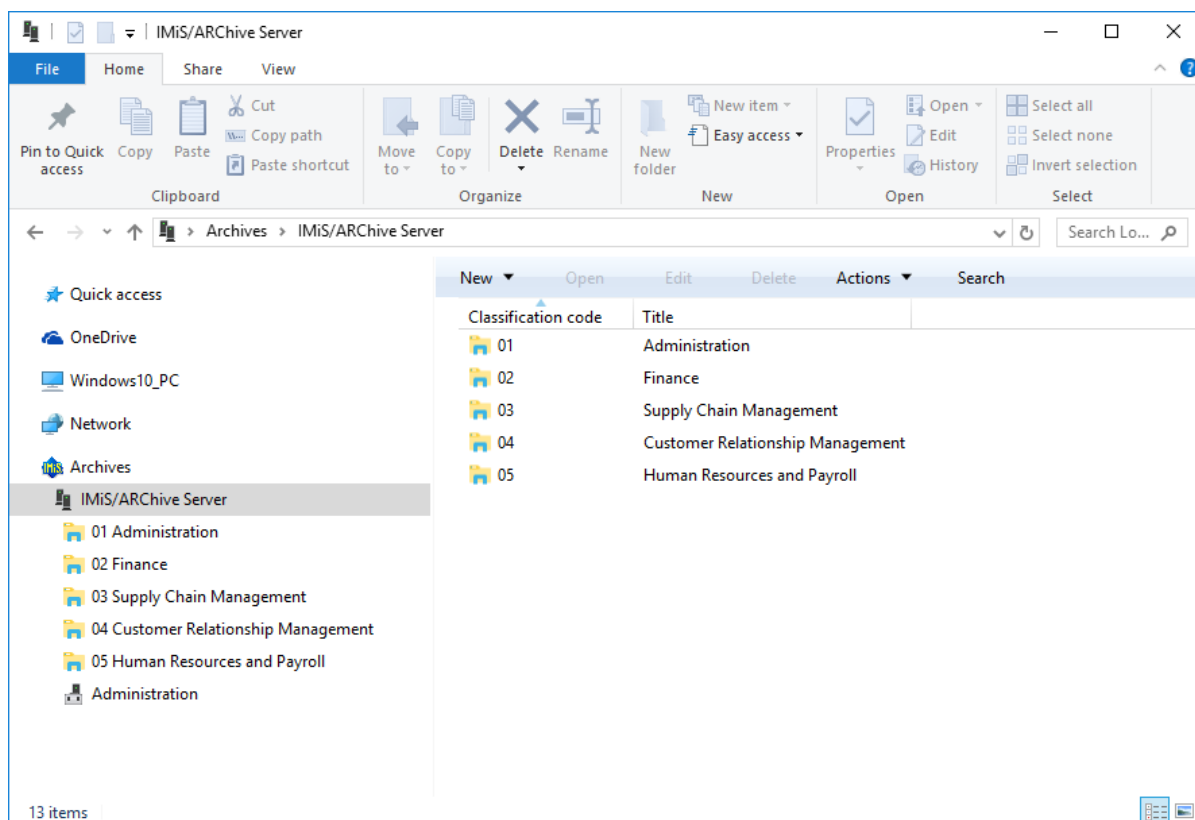 IMiS/ARChive Server
File Home Share View
Pin to Quick access
Copy
Paste
Cut
Copy path
Paste shortcut
Clipboard
Move to
Copy to
Delete
Rename
Organize
New folder
New item
Easy access
New
Properties
Open
Edit
History
Open
Select all
Select none
Invert selection
Select
Archives > IMiS/ARChive Server
Search Lo...
Quick access
OneDrive
Windows10_PC
Network
Archives
IMiS/ARChive Server
01 Administration
02 Finance
03 Supply Chain Management
04 Customer Relationship Management
05 Human Resources and Payroll
Administration
New Open Edit Delete Actions Search
Classification code Title
01 Administration
02 Finance
03 Supply Chain Management
04 Customer Relationship Management
05 Human Resources and Payroll
13 items